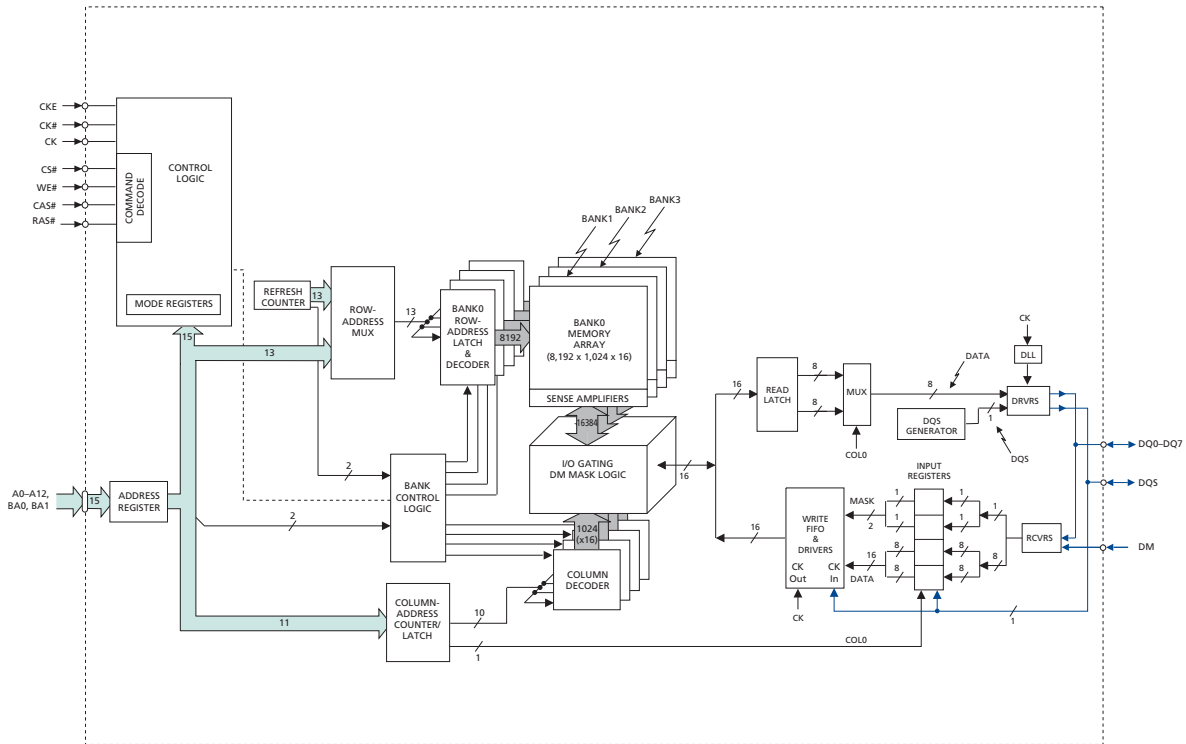 CKE
CK#
CK
CS#
WE#
CAS#
RAS#
COMMAND
DECODE
CONTROL
LOGIC
MODE REGISTERS
15
REFRESH
COUNTER
13
13
ROW-
ADDRESS
MUX
13
BANK0
ROW-
ADDRESS
LATCH
&
DECODER
8192
BANK1
BANK2
BANK3
BANK0
MEMORY
ARRAY
(8,192 x 1,024 x 16)
SENSE AMPLIFIERS
16384
I/O GATING
DM MASK LOGIC
16
2
2
BANK
CONTROL
LOGIC
A0–A12,
BA0, BA1
15
ADDRESS
REGISTER
11
COLUMN-
ADDRESS
COUNTER/
LATCH
10
1
1024
(x16)
COLUMN
DECODER
COL0
16
READ
LATCH
8
8
MUX
COL0
8
DATA
DQS
GENERATOR
1
DQS
CK
DLL
DRVRS
DQ0–DQ7
DQS
DM
INPUT
REGISTERS
16
WRITE
FIFO
&
DRIVERS
CK
Out
CK
In
CK
MASK
2
16
DATA
1
1
8
8
1
1
8
8
1
8
RCVRS
1